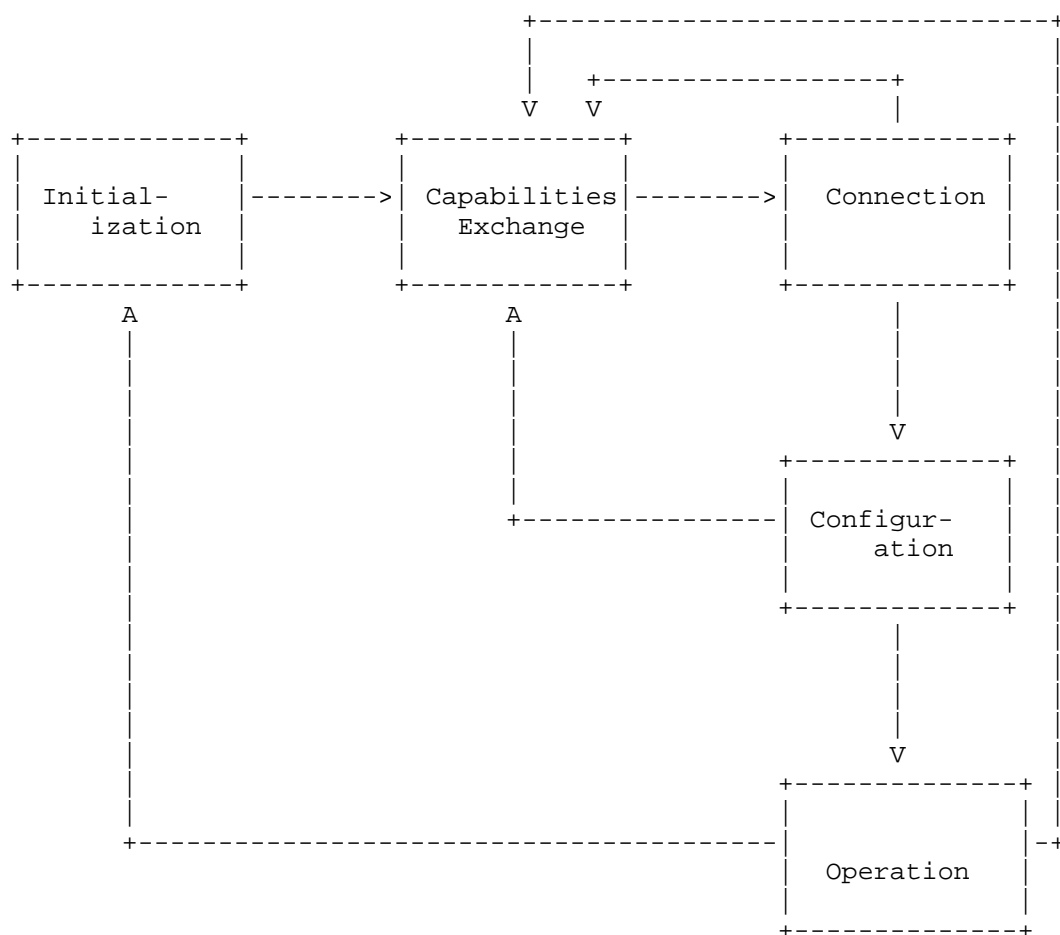 Initial-
ization
Capabilities
Exchange
Connection
Configur-
ation
Operation